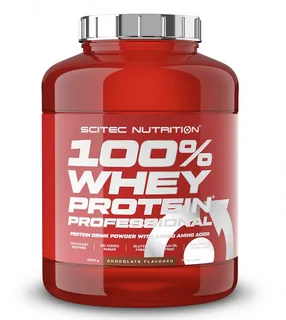 SCITEC NUTRITION
100%
WHEY
PROTEIN
PROFESSIONAL
PROTEIN DRINK POWDER WITH ADDED AMINO ACIDS
CHOCOLATE FLAVORED